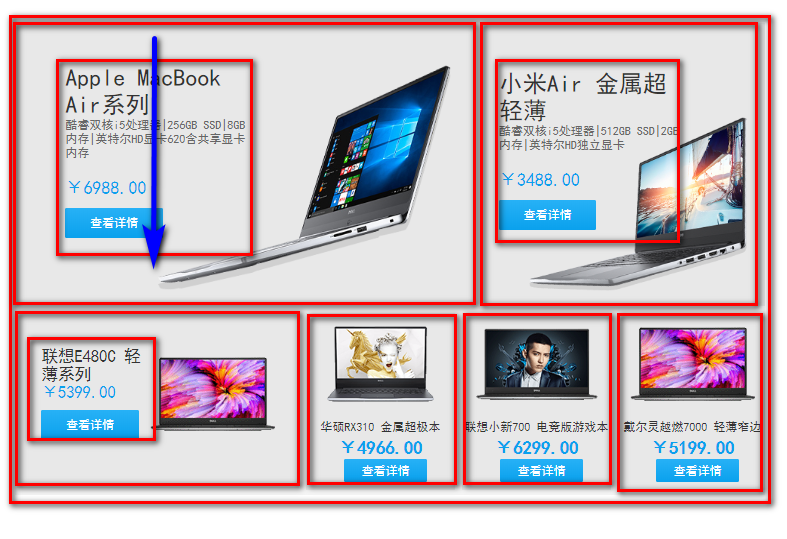 Apple MacBook
Air系列
酷睿双核i5处理器|256GB SSD|8GB
内存|英特尔HD显卡620含共享显卡
内存
￥6988.00
查看详情
小米Air 金属超
轻薄
酷睿双核i5处理器|512GB SSD|2GB
内存|英特尔HD独立显卡
￥3488.00
查看详情
联想E480C 轻
薄系列
￥5399.00
查看详情
华硕RX310 金属超极本
￥4966.00
查看详情
联想小新700 电竞版游戏本
￥6299.00
查看详情
戴尔灵越燃7000 轻薄窄边
￥5199.00
查看详情